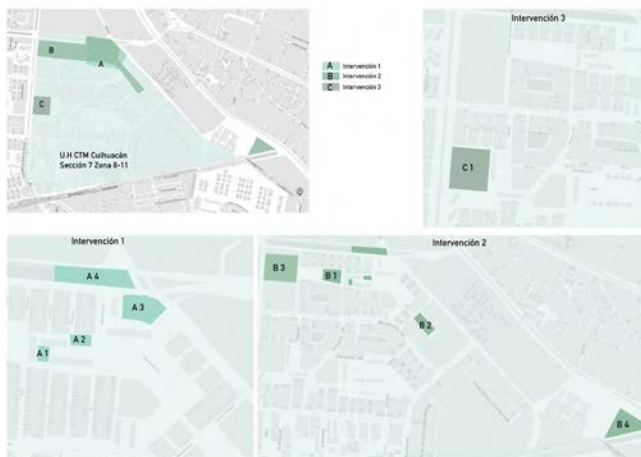 B
A
C
U.H CTM Culhuacán
Sección 7 Zona 8-11
A Intervención 1
B Intervención 2
C Intervención 3
Intervención 3
C 1
Intervención 1
A 4
A 3
A 2
A 1
Intervención 2
B 3
B 1
B 2
B 4